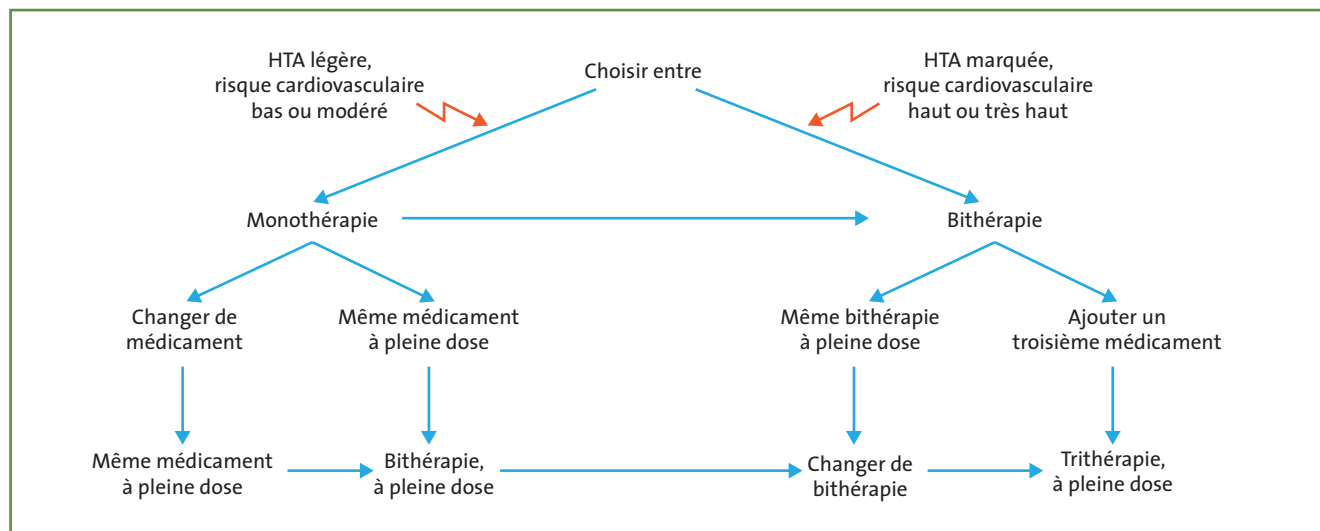 HTA légère,
risque cardiovasculaire
bas ou modéré
Choisir entre
HTA marquée,
risque cardiovasculaire
haut ou très haut
Monothérapie
Bithérapie
Changer de
médicament
Même médicament
à pleine dose
Même bithérapie
à pleine dose
Ajouter un
troisième médicament
Même médicament
à pleine dose
Bithérapie,
à pleine dose
Changer de
bithérapie
Trithérapie,
à pleine dose